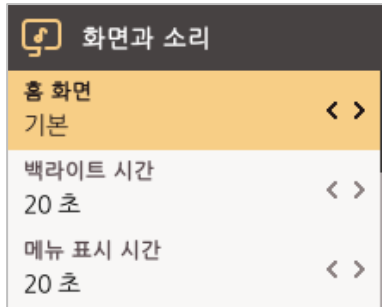 화면과 소리
홈 화면
기본
백라이트 시간
20 초
메뉴 표시 시간
20 초